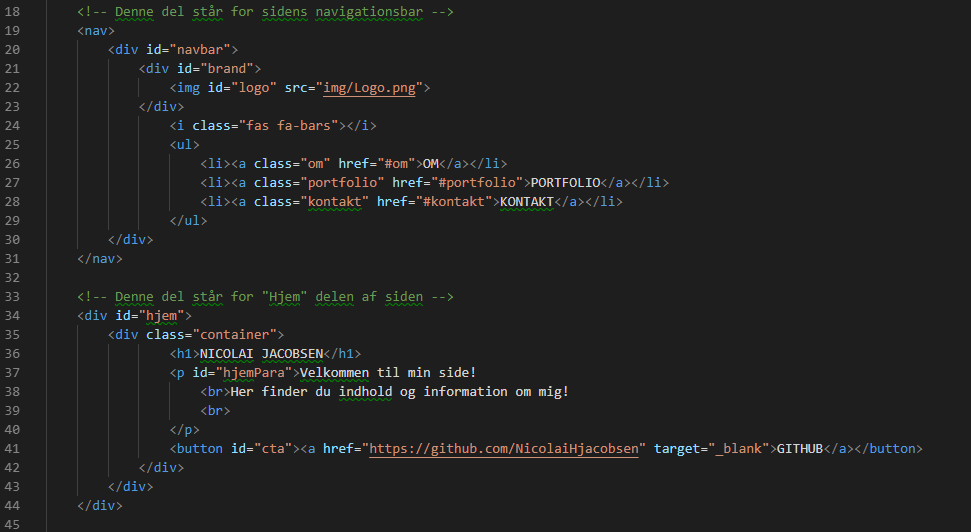 18 <!-- Denne del står for sidens navigationsbar -->
19 <nav>
20 <div id="navbar">
21 <div id="brand">
22 <img id="logo" src="img/Logo.png">
23 </div>
24 <i class="fas fa-bars"></i>
25 <ul>
26 <li><a class="om" href="#om">OM</a></li>
27 <li><a class="portfolio" href="#portfolio">PORTFOLIO</a></li>
28 <li><a class="kontakt" href="#kontakt">KONTAKT</a></li>
29 </ul>
30 </div>
31 </nav>
32
33 <!-- Denne del står for "Hjem" delen af siden -->
34 <div id="hjem">
35 <div class="container">
36 <h1>NICOLAI JACOBSEN</h1>
37 <p id="hjemPara">Velkommen til min side!
38 <br>Her finder du indhold og information om mig!
39 <br>
40 </p>
41 <button id="cta"><a href="https://github.com/NicolaiHjacobsen" target="_blank">GITHUB</a></button>
42 </div>
43 </div>
44 </div>
45